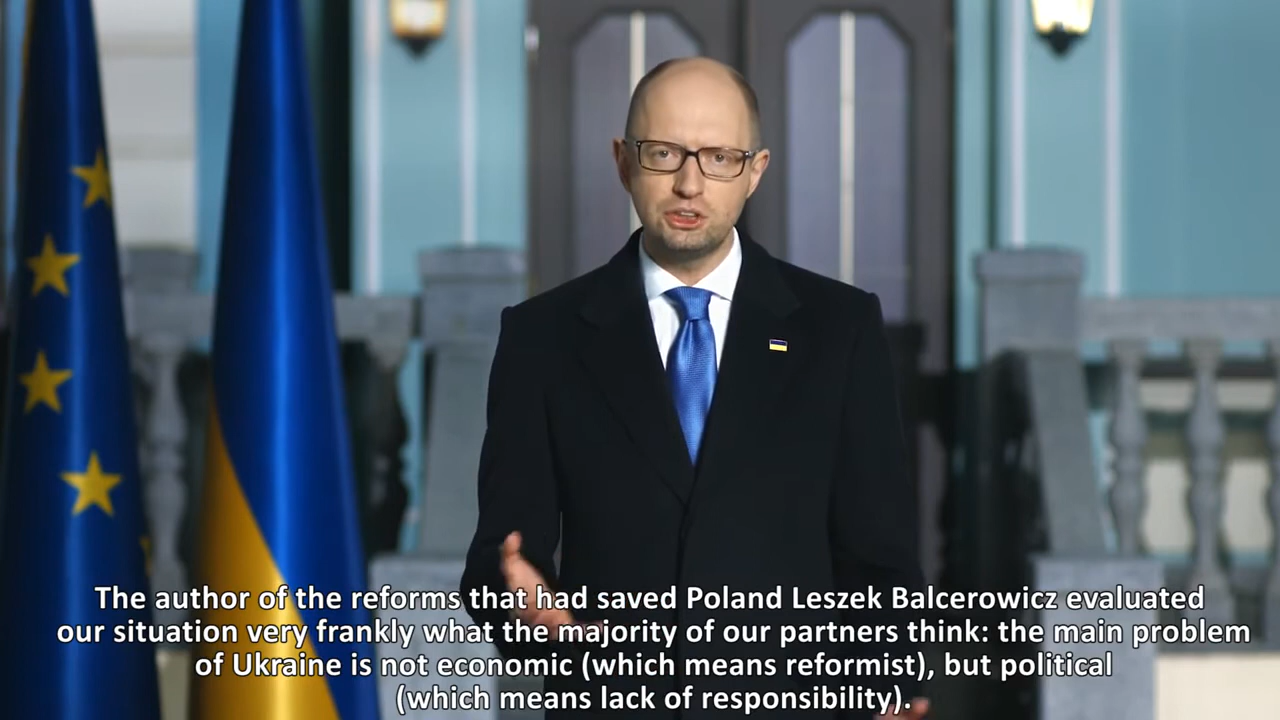 The author of the reforms that had saved Poland Leszek Balcerowicz evaluated
our situation very frankly what the majority of our partners think: the main problem
of Ukraine is not economic (which means reformist), but political
(which means lack of responsibility).